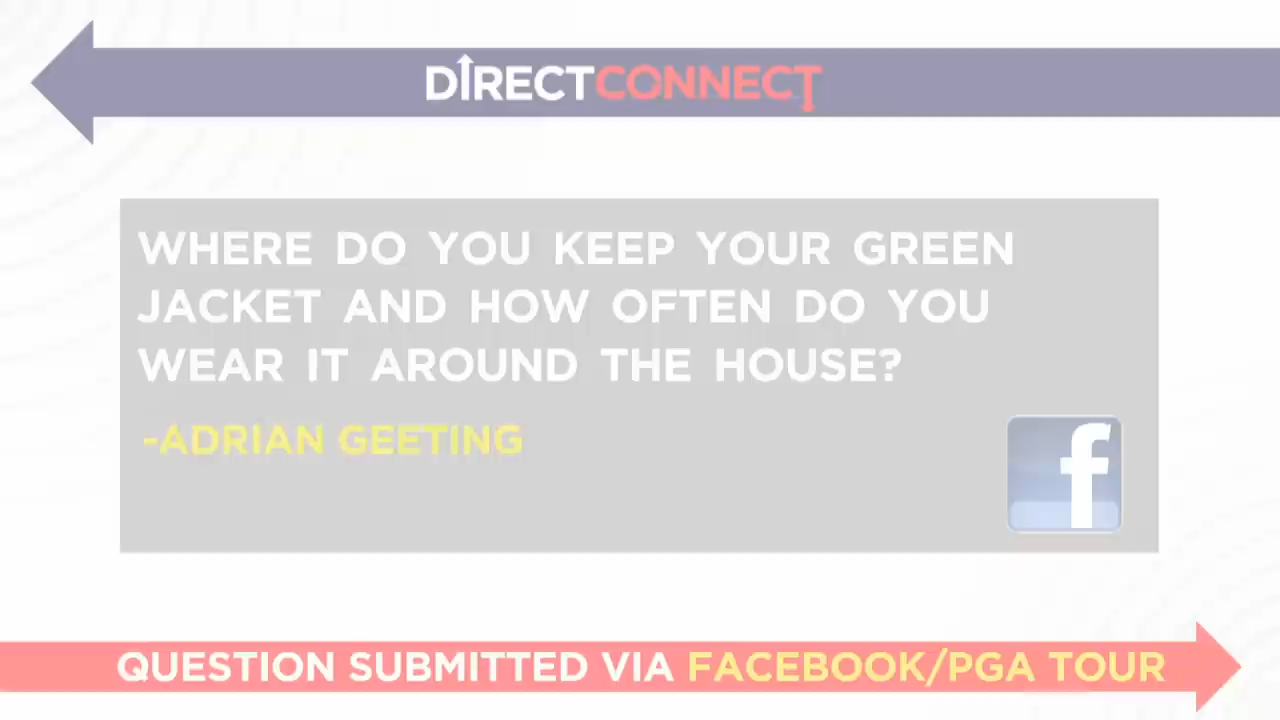 DIRECTCONNECT
WHERE DO YOU KEEP YOUR GREEN
JACKET AND HOW OFTEN DO YOU
WEAR IT AROUND THE HOUSE?
-ADRIAN GEETING
f
QUESTION SUBMITTED VIA FACEBOOK/PGA TOUR